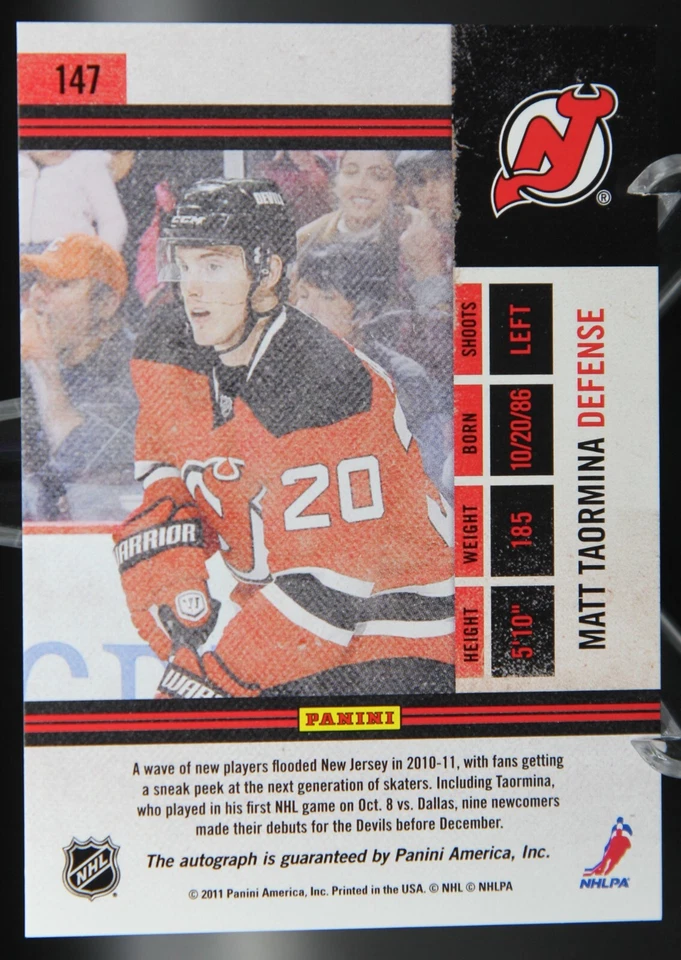 147
NJ ®
DEVILS
CCM
20
WARRIOR
W
WARR
SHOOTS LEFT
BORN 10/20/86
WEIGHT 185
HEIGHT 5'10"
MATT TAORMINA DEFENSE
PANINI
A wave of new players flooded New Jersey in 2010-11, with fans getting
a sneak peek at the next generation of skaters. Including Taormina,
who played in his first NHL game on Oct. 8 vs. Dallas, nine newcomers
made their debuts for the Devils before December.
The autograph is guaranteed by Panini America, Inc.
© 2011 Panini America, Inc. Printed in the USA. © NHL © NHLPA
NHL
NHLPA